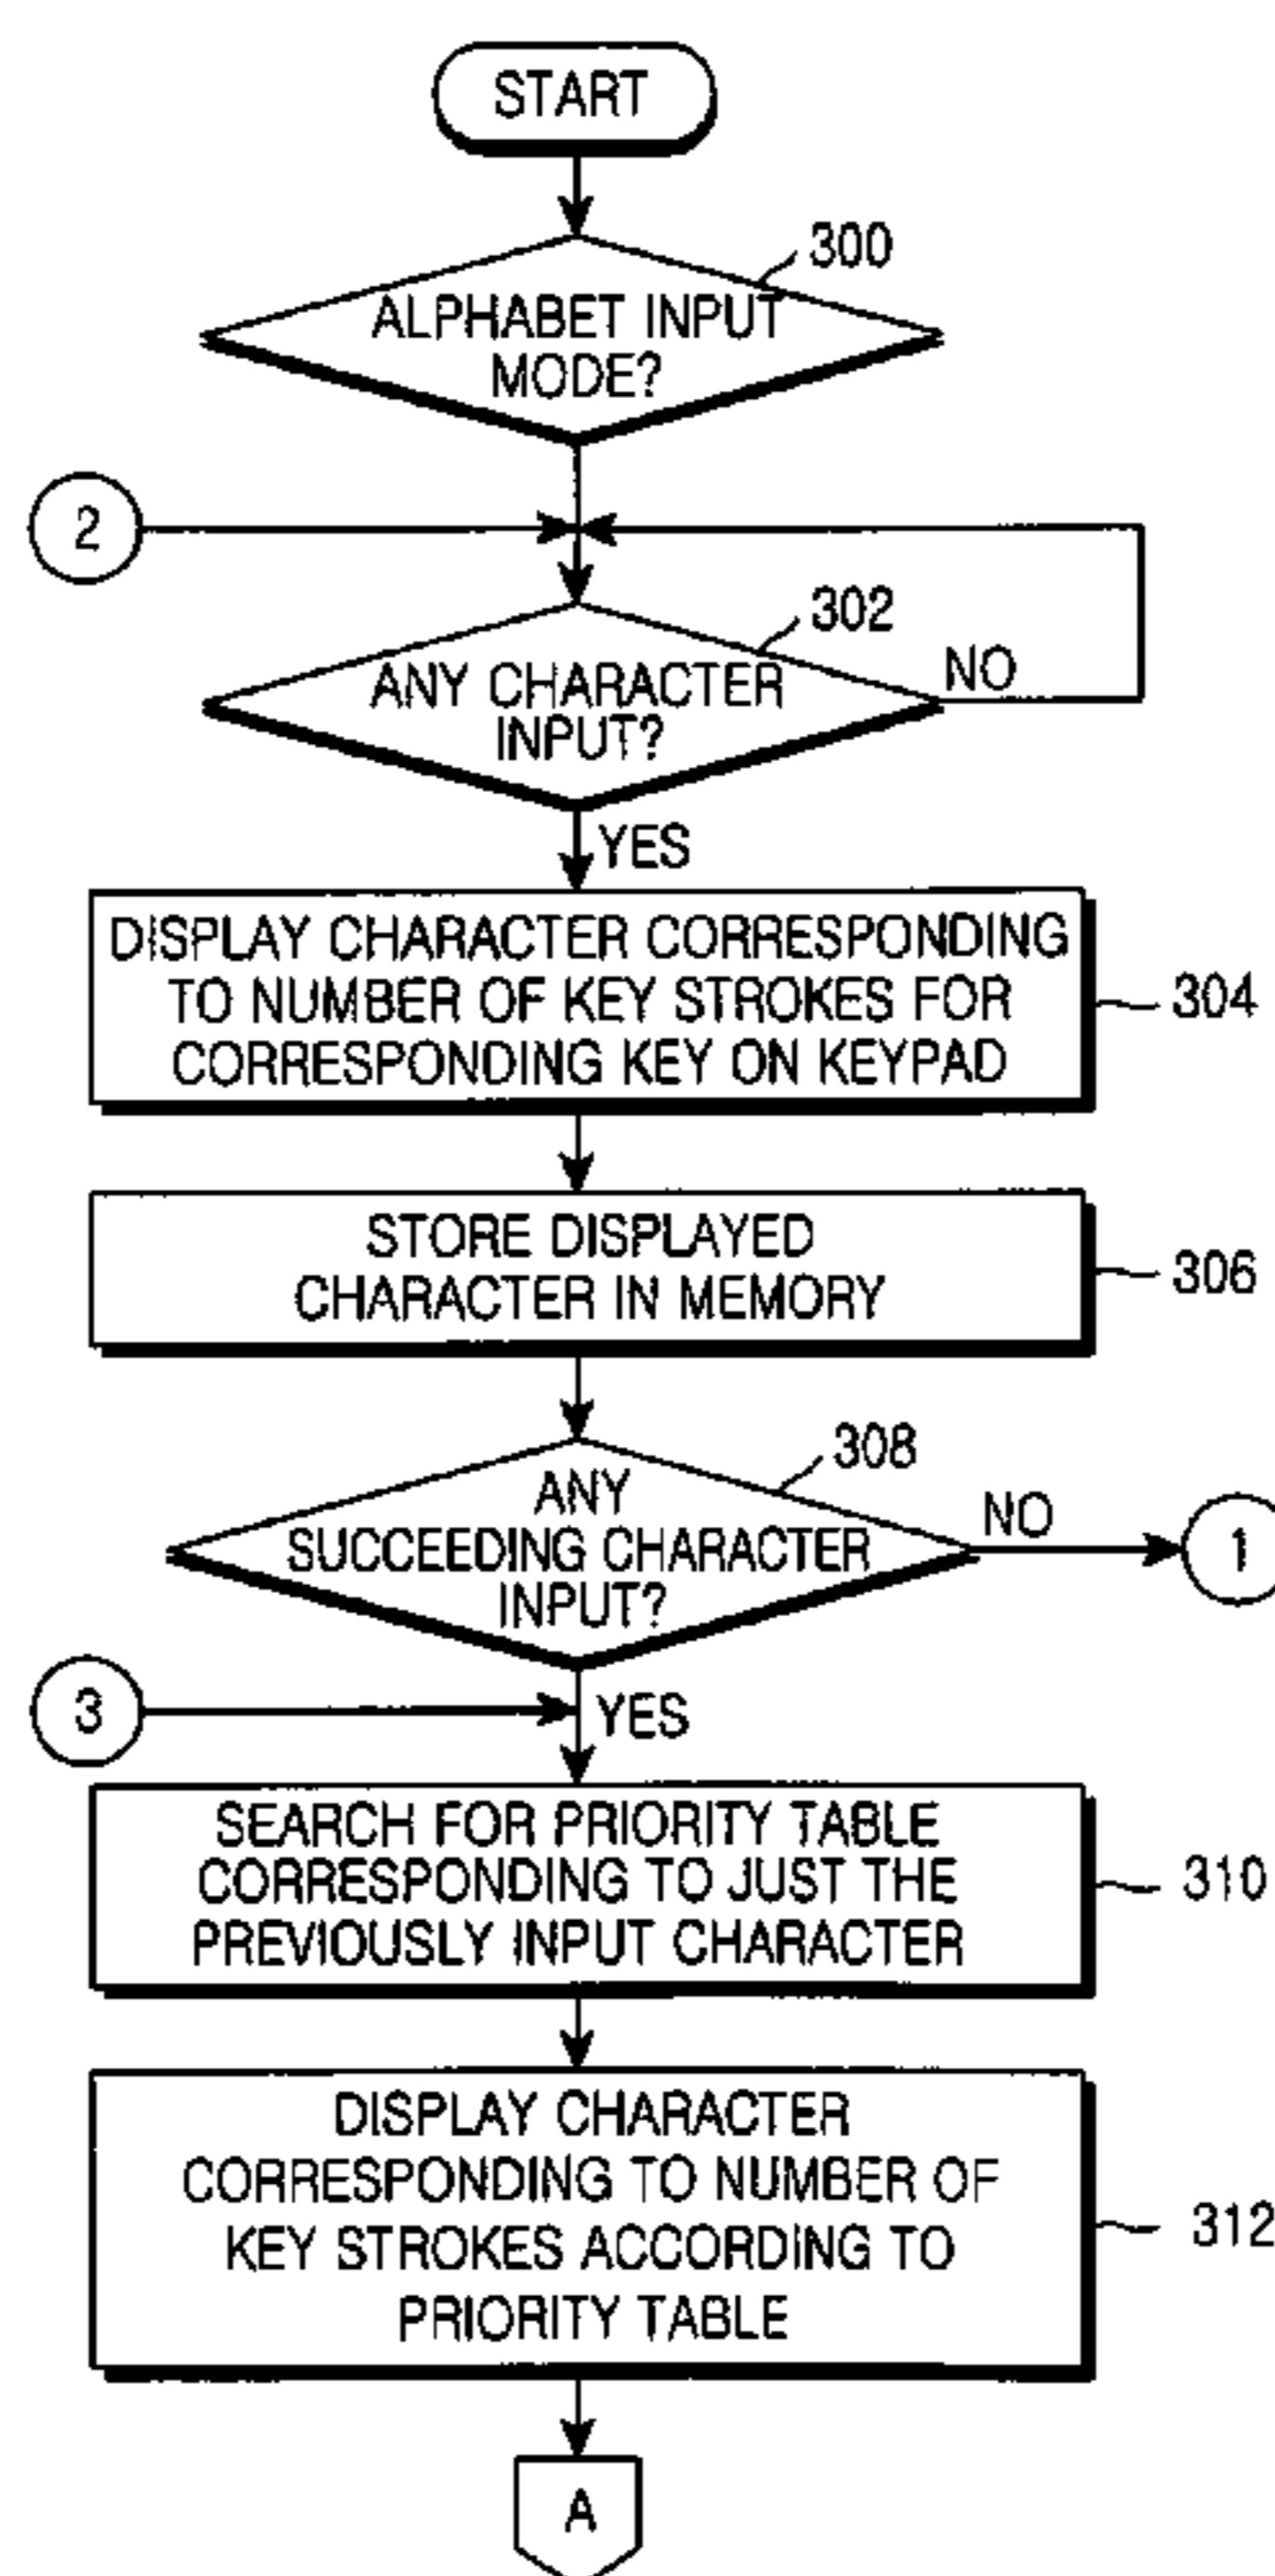 START
300
ALPHABET INPUT
MODE?
2
302
ANY CHARACTER
INPUT?
NO
YES
DISPLAY CHARACTER CORRESPONDING
TO NUMBER OF KEY STROKES FOR
CORRESPONDING KEY ON KEYPAD
304
STORE DISPLAYED
CHARACTER IN MEMORY
306
308
ANY
SUCCEEDING CHARACTER
INPUT?
NO
1
3
YES
SEARCH FOR PRIORITY TABLE
CORRESPONDING TO JUST THE
PREVIOUSLY INPUT CHARACTER
310
DISPLAY CHARACTER
CORRESPONDING TO NUMBER OF
KEY STROKES ACCORDING TO
PRIORITY TABLE
312
A